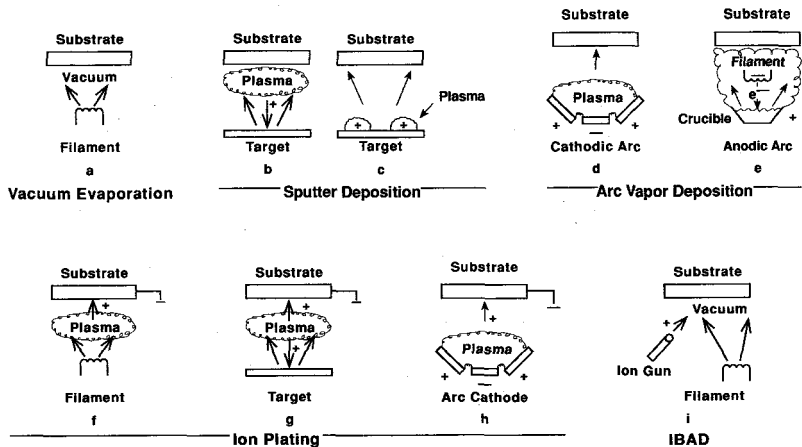 Substrate
Vacuum
Filament
a
Vacuum Evaporation
Substrate
Plasma
+
Target
b
Substrate
Plasma
+ +
Target
c
Sputter Deposition
Substrate
Plasma
+ − +
Cathodic Arc
d
Substrate
Filament
e⁻
Crucible +
Anodic Arc
e
Arc Vapor Deposition
Substrate
+
Plasma
Filament
f
Substrate
+
Plasma
+
Target
g
Substrate
+
Plasma
+ − +
Arc Cathode
h
Ion Plating
Substrate
Vacuum
+
Ion Gun
Filament
i
IBAD